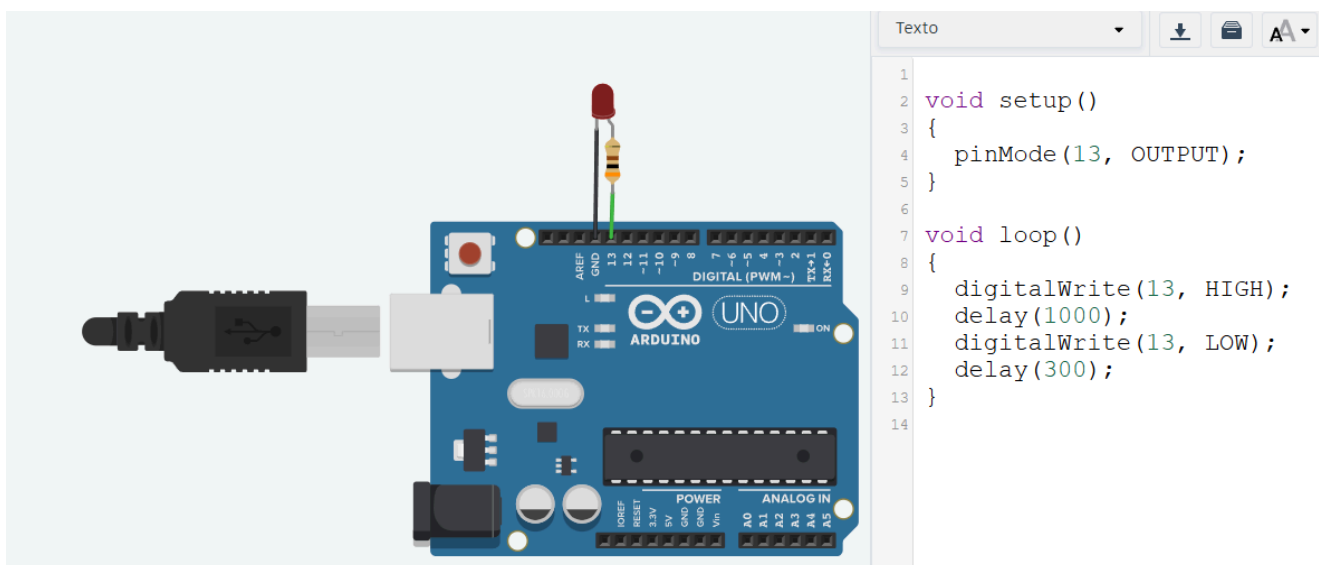 Texto
AA
1
2 void setup()
3 {
4 pinMode(13, OUTPUT);
5 }
6
7 void loop()
8 {
9 digitalWrite(13, HIGH);
10 delay(1000);
11 digitalWrite(13, LOW);
12 delay(300);
13 }
14
AREF
GND
13
12
~11
~10
~9
8
7
~6
~5
4
~3
2
TX→1
RX←0
DIGITAL (PWM~)
L
TX
RX
ARDUINO
UNO
ON
POWER
ANALOG IN
IOREF
RESET
3.3V
5V
GND
GND
Vin
A0
A1
A2
A3
A4
A5